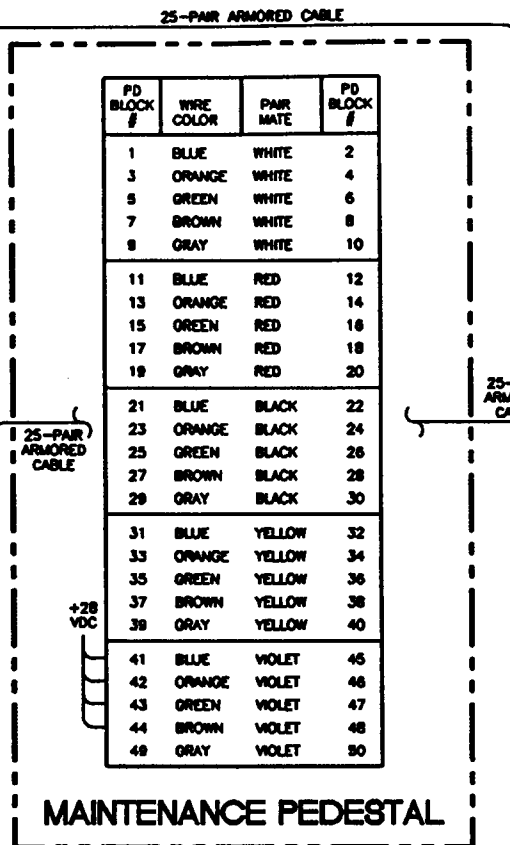 25-PAIR ARMORED CABLE
PD BLOCK # WIRE COLOR PAIR MATE PD BLOCK #
1 BLUE WHITE 2
3 ORANGE WHITE 4
5 GREEN WHITE 6
7 BROWN WHITE 8
9 GRAY WHITE 10
11 BLUE RED 12
13 ORANGE RED 14
15 GREEN RED 16
17 BROWN RED 18
19 GRAY RED 20
21 BLUE BLACK 22
23 ORANGE BLACK 24
25 GREEN BLACK 26
27 BROWN BLACK 28
29 GRAY BLACK 30
31 BLUE YELLOW 32
33 ORANGE YELLOW 34
35 GREEN YELLOW 36
37 BROWN YELLOW 38
39 GRAY YELLOW 40
41 BLUE VIOLET 45
42 ORANGE VIOLET 46
43 GREEN VIOLET 47
44 BROWN VIOLET 48
49 GRAY VIOLET 50
25-PAIR
ARMORED
CABLE
+28
VDC
25-
ARM
CA
MAINTENANCE PEDESTAL